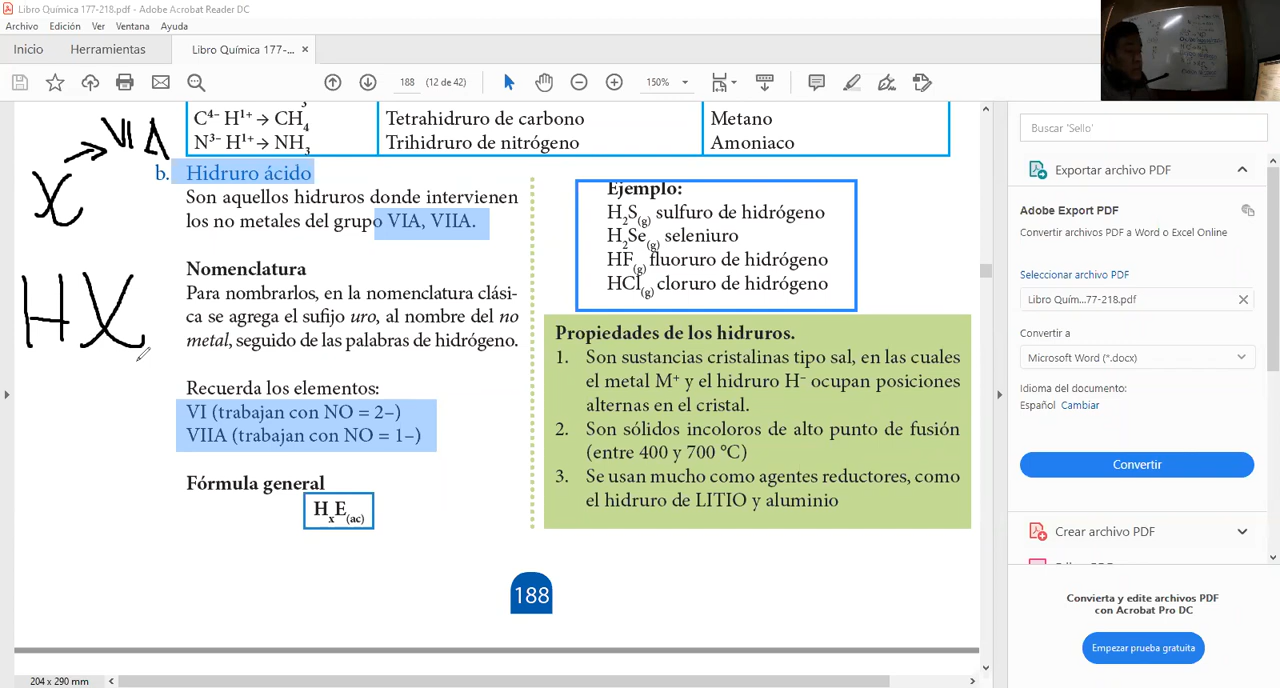 Libro Química 177-218.pdf - Adobe Acrobat Reader DC
Archivo Edición Ver Ventana Ayuda
Inicio Herramientas Libro Química 177-... ×
188 (12 de 42) 150%
C4– H1+ → CH4 Tetrahidruro de carbono Metano
N3– H1+ → NH3 Trihidruro de nitrógeno Amoniaco
X → VIA
HX
b. Hidruro ácido
Son aquellos hidruros donde intervienen
los no metales del grupo VIA, VIIA.
Nomenclatura
Para nombrarlos, en la nomenclatura clási-
ca se agrega el sufijo uro, al nombre del no
metal, seguido de las palabras de hidrógeno.
Recuerda los elementos:
VI (trabajan con NO = 2–)
VIIA (trabajan con NO = 1–)
Fórmula general
HxE(ac)
Ejemplo:
H2S(g) sulfuro de hidrógeno
H2Se(g) seleniuro
HF(g) fluoruro de hidrógeno
HCl(g) cloruro de hidrógeno
Propiedades de los hidruros.
1. Son sustancias cristalinas tipo sal, en las cuales
el metal M+ y el hidruro H– ocupan posiciones
alternas en el cristal.
2. Son sólidos incoloros de alto punto de fusión
(entre 400 y 700 °C)
3. Se usan mucho como agentes reductores, como
el hidruro de LITIO y aluminio
188
204 x 290 mm
Buscar 'Sello'
Exportar archivo PDF
Adobe Export PDF
Convertir archivos PDF a Word o Excel Online
Seleccionar archivo PDF
Libro Quím...77-218.pdf
Convertir a
Microsoft Word (*.docx)
Idioma del documento:
Español Cambiar
Convertir
Crear archivo PDF
Convierta y edite archivos PDF
con Acrobat Pro DC
Empezar prueba gratuita